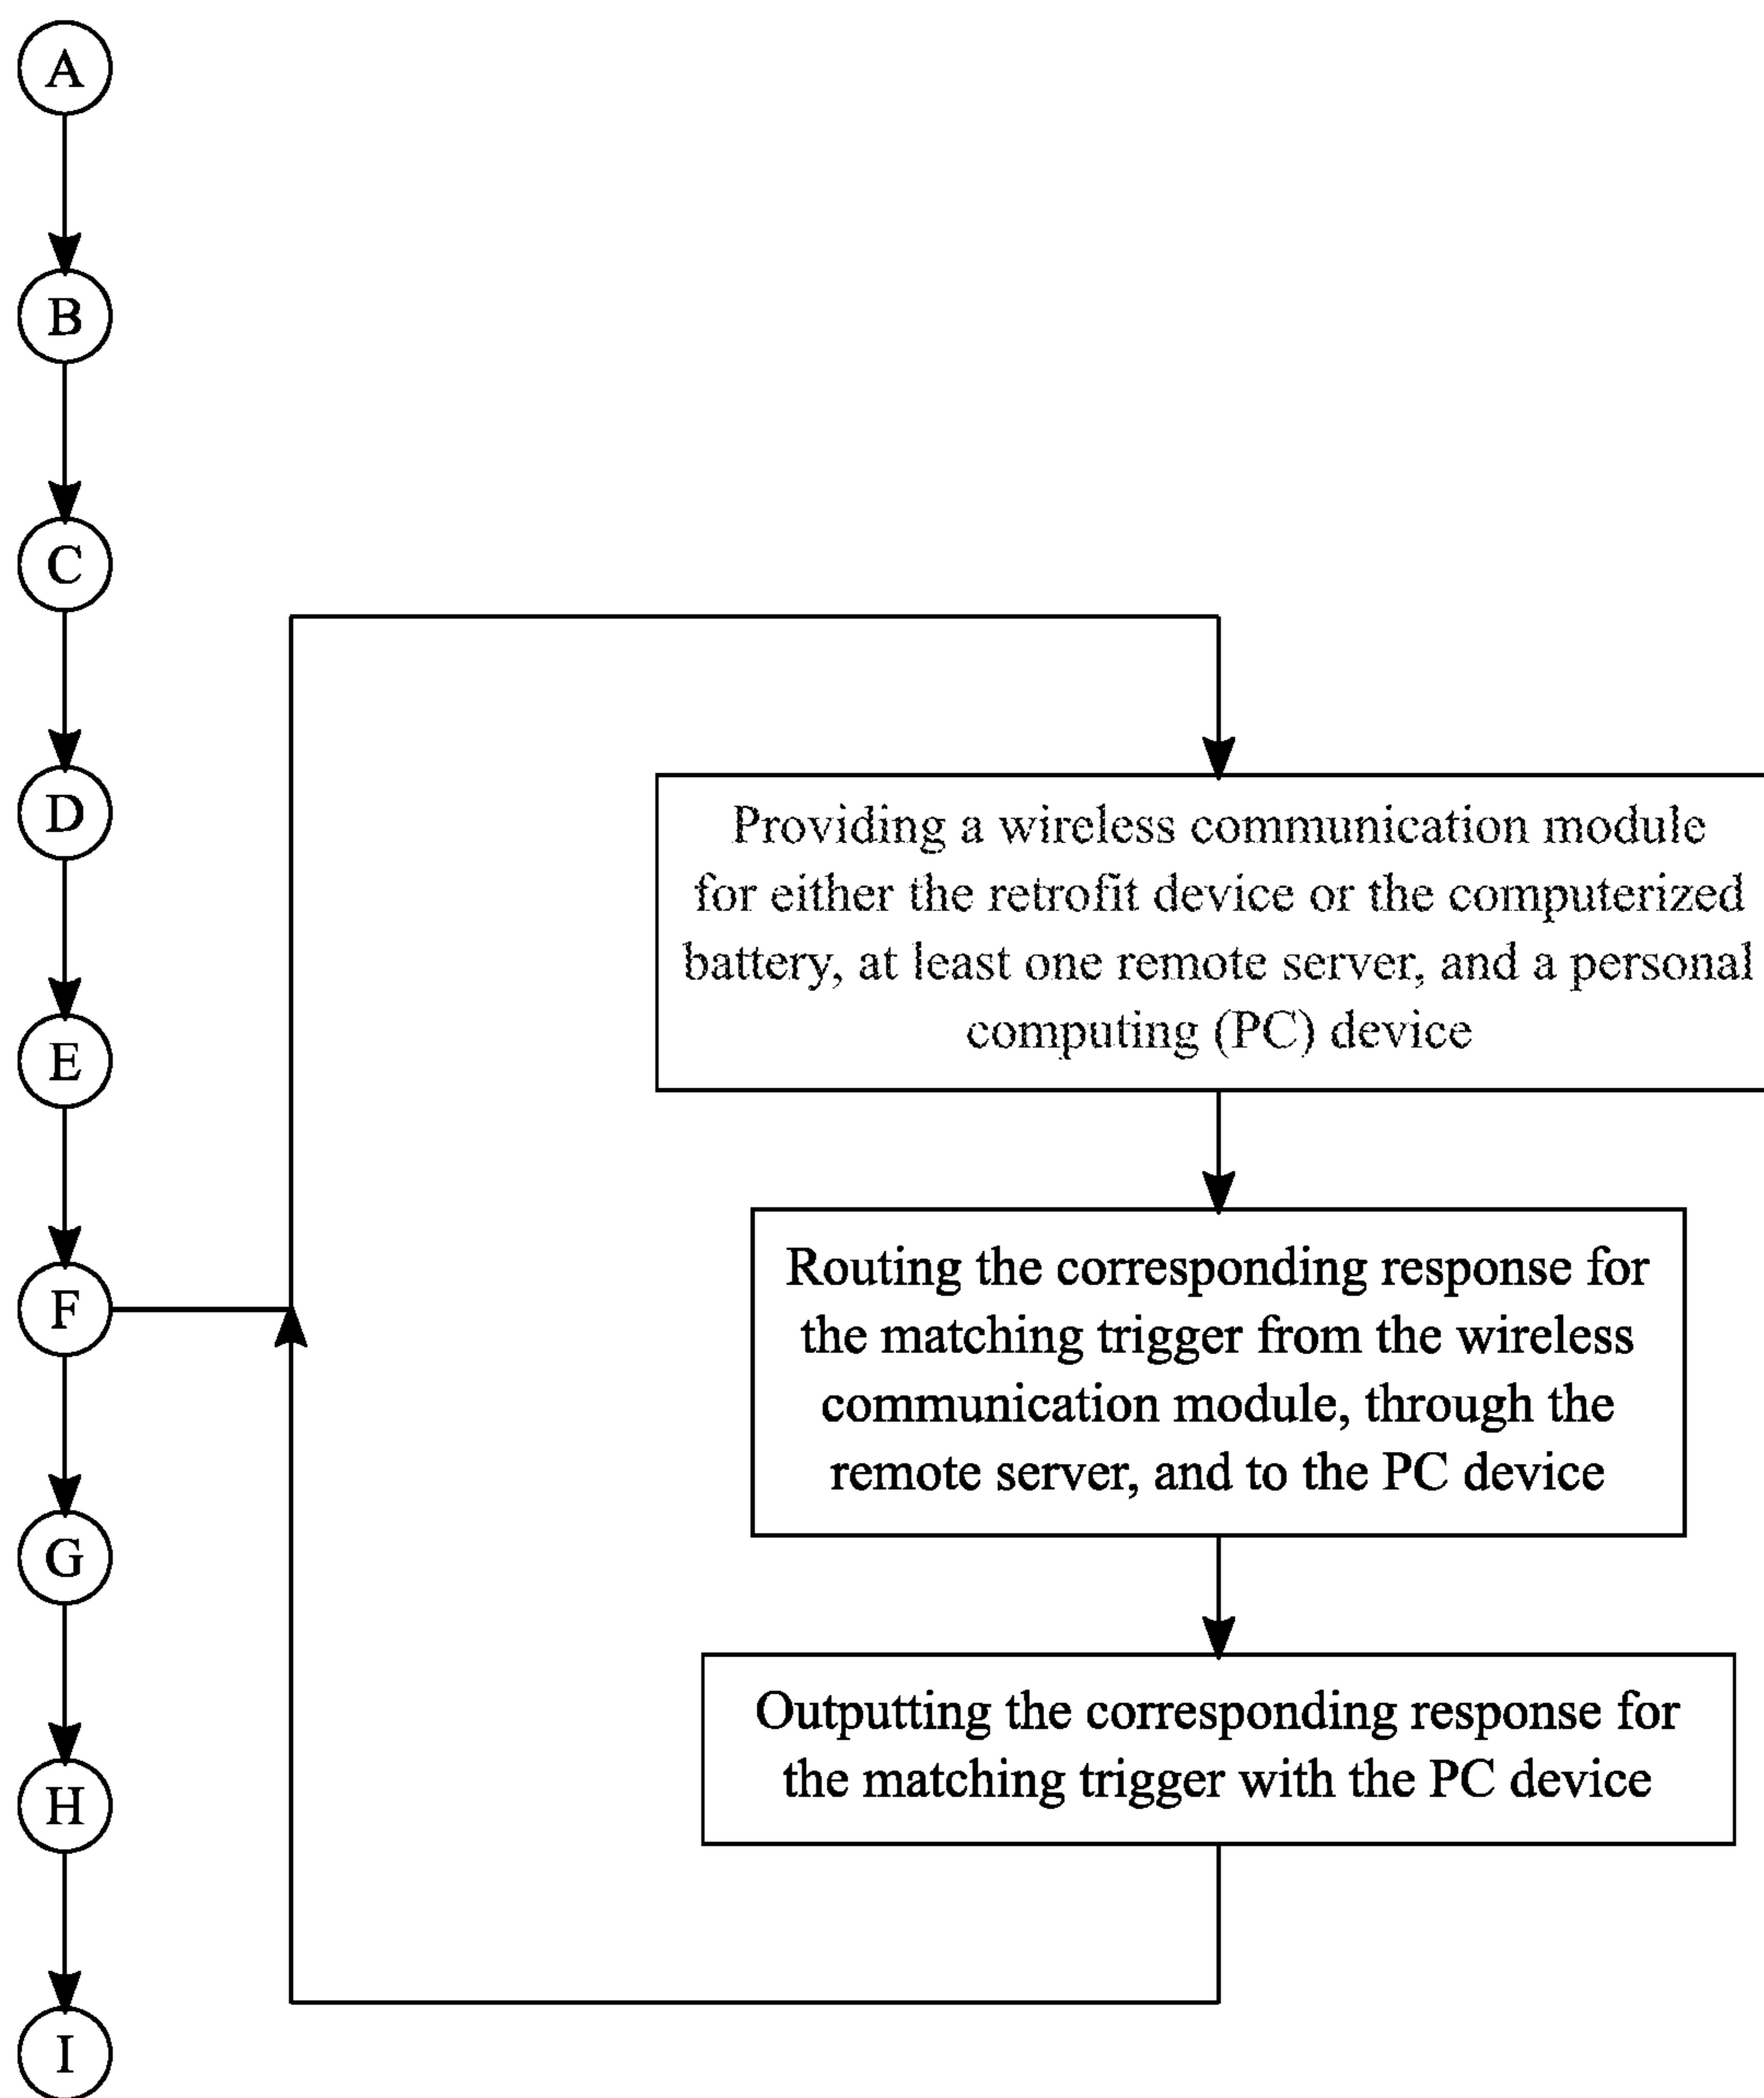 A
B
C
D
E
F
G
H
I
Providing a wireless communication module
for either the retrofit device or the computerized
battery, at least one remote server, and a personal
computing (PC) device
Routing the corresponding response for
the matching trigger from the wireless
communication module, through the
remote server, and to the PC device
Outputting the corresponding response for
the matching trigger with the PC device